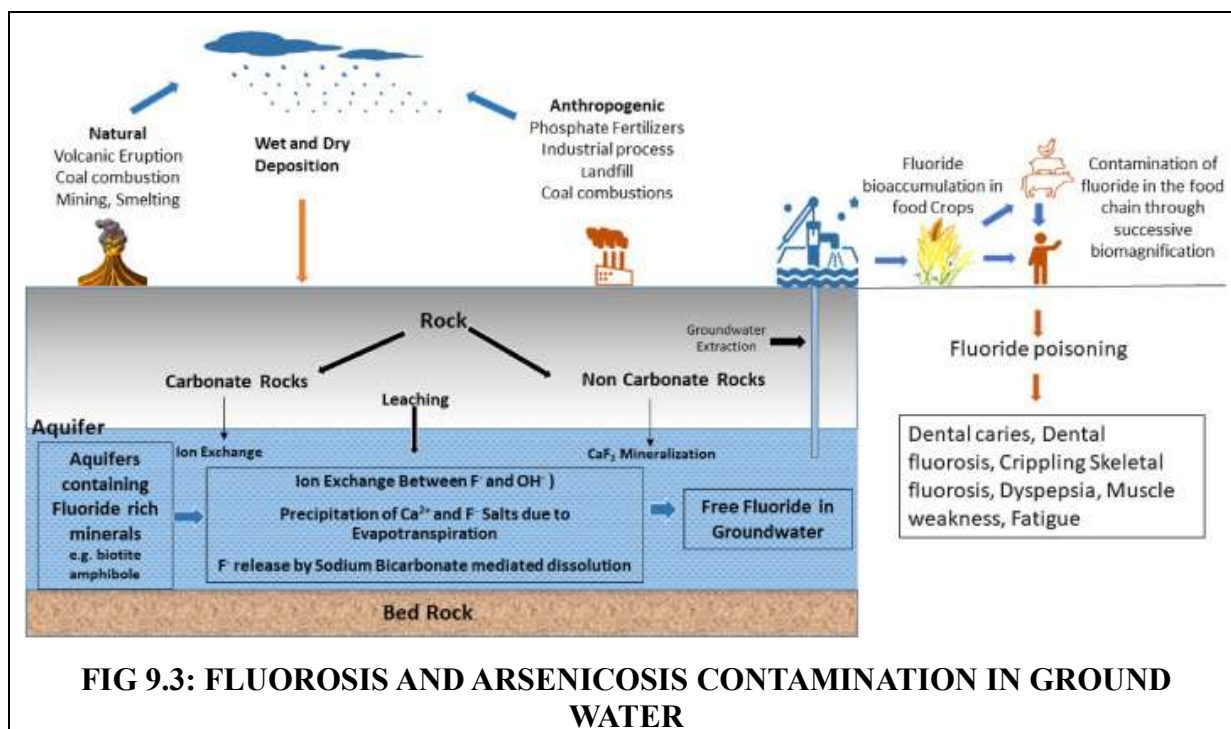 Natural
Volcanic Eruption
Coal combustion
Mining, Smelting
Wet and Dry
Deposition
Anthropogenic
Phosphate Fertilizers
Industrial process
Landfill
Coal combustions
Fluoride
bioaccumulation in
food Crops
Contamination of
fluoride in the food
chain through
successive
biomagnification
Rock
Groundwater
Extraction
Carbonate Rocks
Non Carbonate Rocks
Leaching
Aquifer
Ion Exchange
CaF₂ Mineralization
Aquifers
containing
Fluoride rich
minerals
e.g. biotite
amphibole
Ion Exchange Between F⁻ and OH⁻ )
Precipitation of Ca²⁺ and F⁻ Salts due to
Evapotranspiration
F⁻ release by Sodium Bicarbonate mediated dissolution
Free Fluoride in
Groundwater
Bed Rock
Fluoride poisoning
Dental caries, Dental
fluorosis, Crippling Skeletal
fluorosis, Dyspepsia, Muscle
weakness, Fatigue
FIG 9.3: FLUOROSIS AND ARSENICOSIS CONTAMINATION IN GROUND
WATER